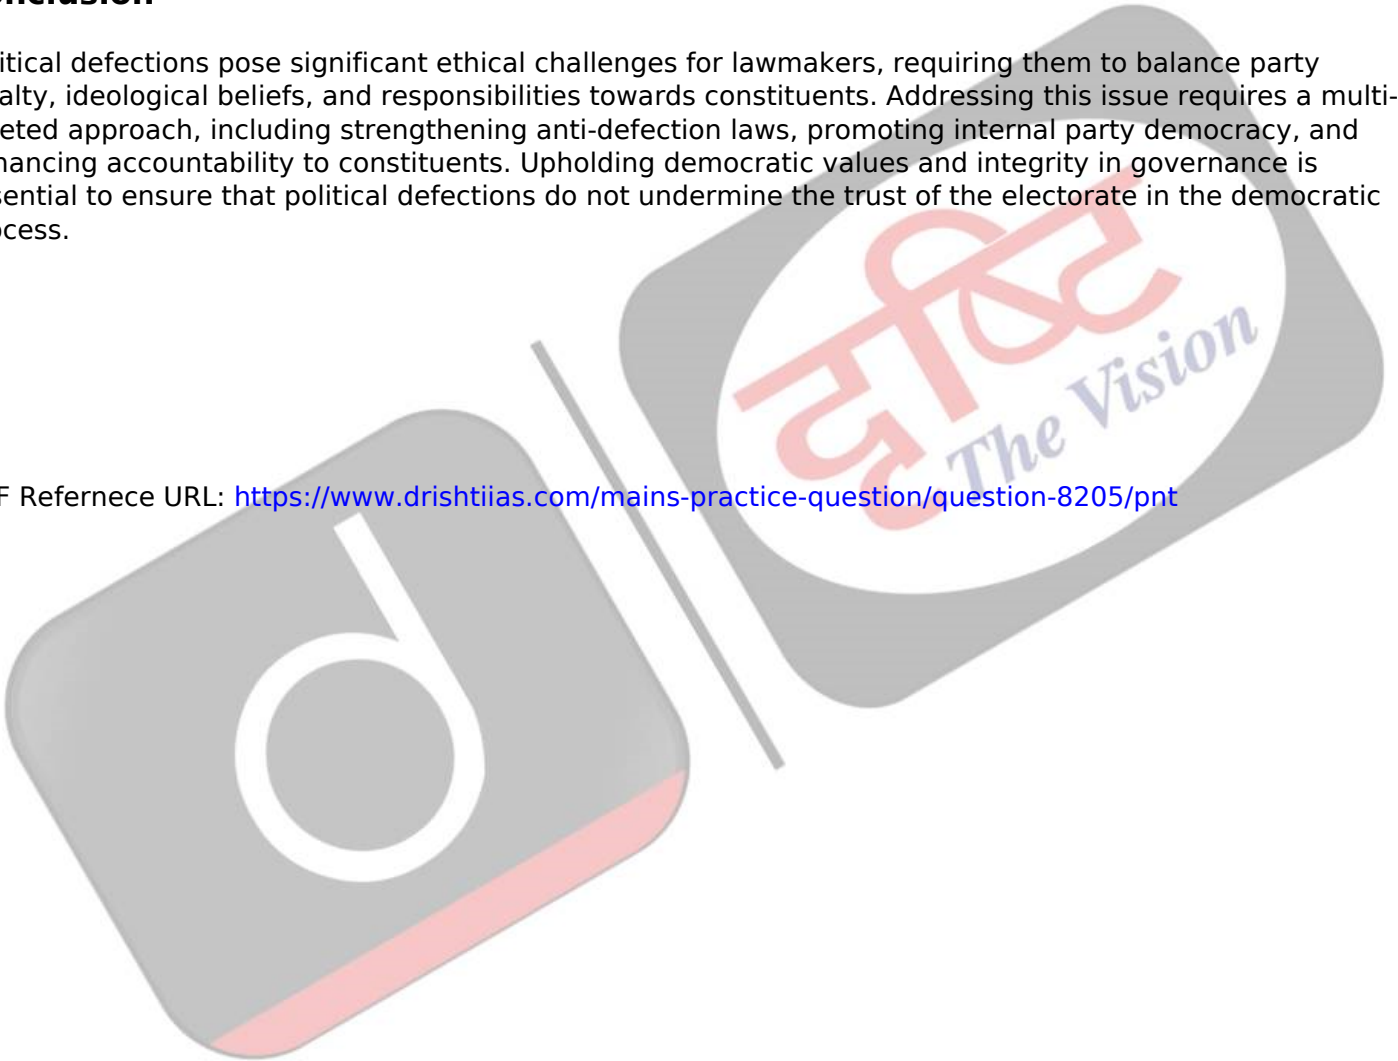 nclusion
itical defections pose significant ethical challenges for lawmakers, requiring them to balance party
alty, ideological beliefs, and responsibilities towards constituents. Addressing this issue requires a multi-
eted approach, including strengthening anti-defection laws, promoting internal party democracy, and
hancing accountability to constituents. Upholding democratic values and integrity in governance is
sential to ensure that political defections do not undermine the trust of the electorate in the democratic
ocess.
दृष्टि
The Vision
F Refernece URL: https://www.drishtiias.com/mains-practice-question/question-8205/pnt
d